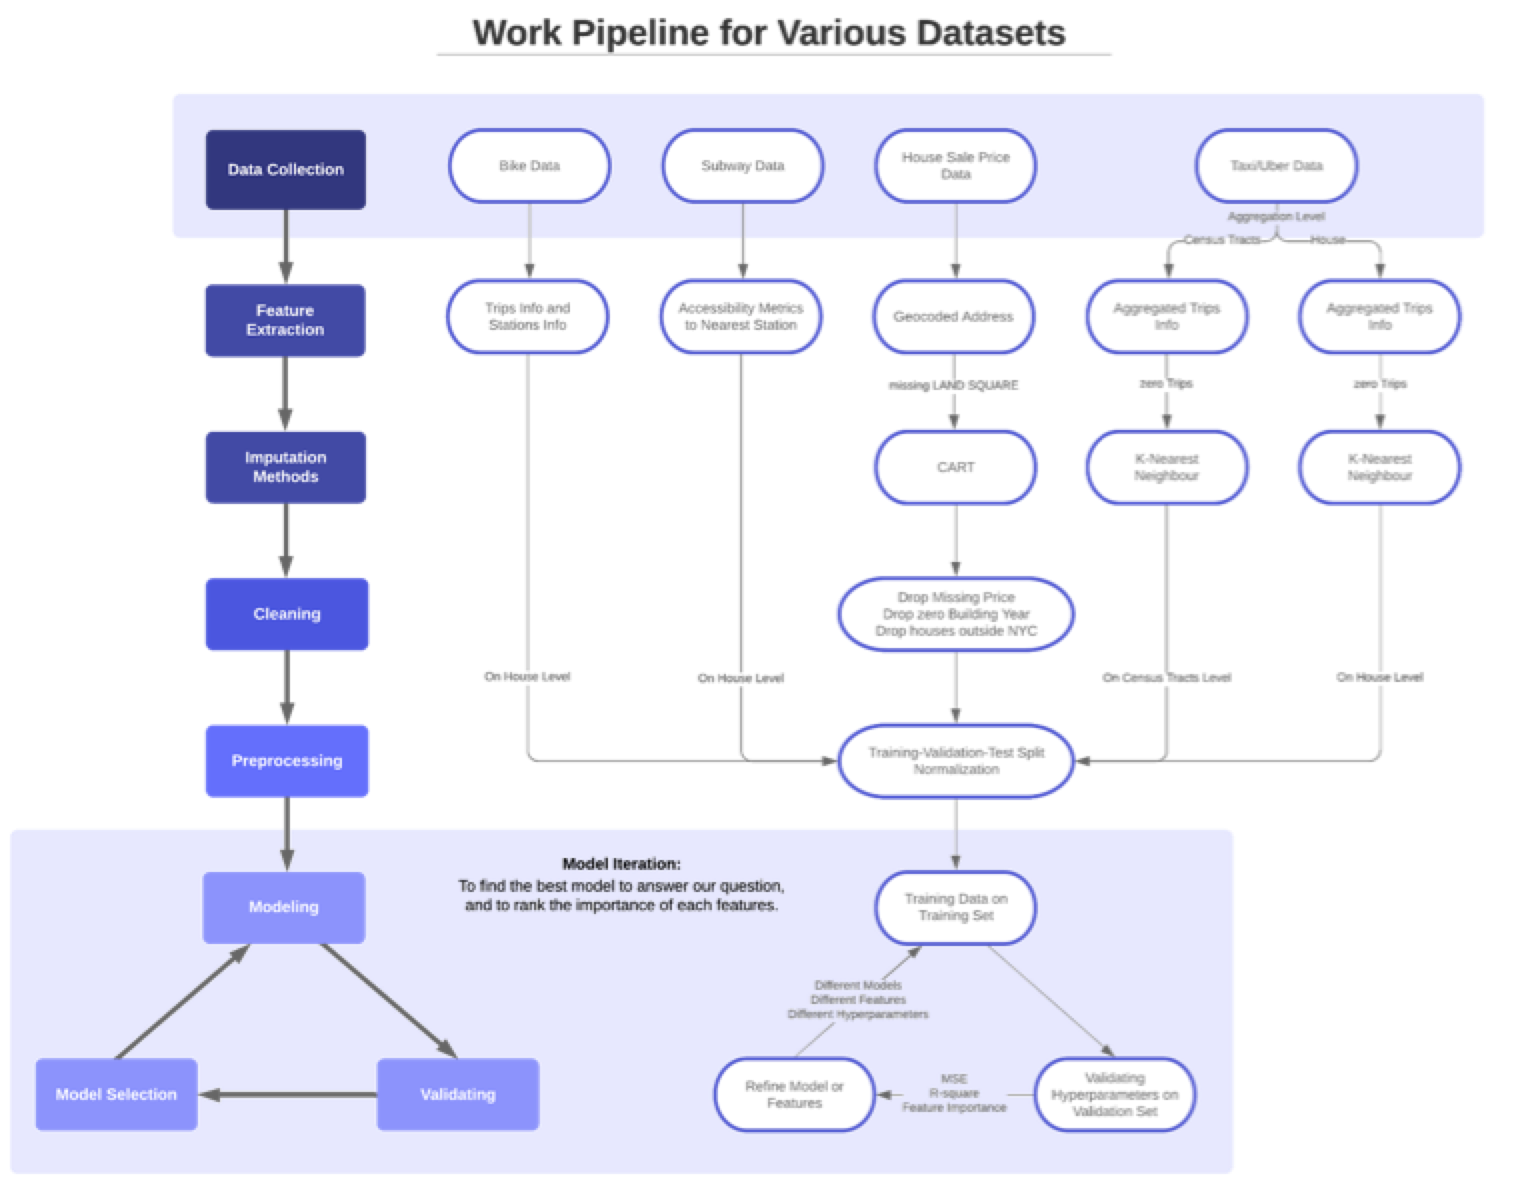 Work Pipeline for Various Datasets
Data Collection
Bike Data
Subway Data
House Sale Price
Data
Taxi/Uber Data
Aggregation Level
Census Tracts
House
Feature
Extraction
Trips Info and
Stations Info
Accessibility Metrics
to Nearest Station
Geocoded Address
Aggregated Trips
Info
Aggregated Trips
Info
missing LAND SQUARE
zero Trips
zero Trips
Imputation
Methods
CART
K-Nearest
Neighbour
K-Nearest
Neighbour
Cleaning
Drop Missing Price
Drop zero Building Year
Drop houses outside NYC
On House Level
On House Level
On Census Tracts Level
On House Level
Preprocessing
Training-Validation-Test Split
Normalization
Model Iteration:
To find the best model to answer our question,
and to rank the importance of each features.
Modeling
Training Data on
Training Set
Different Models
Different Features
Different Hyperparameters
Model Selection
Validating
Refine Model or
Features
MSE
R-square
Feature Importance
Validating
Hyperparameters on
Validation Set